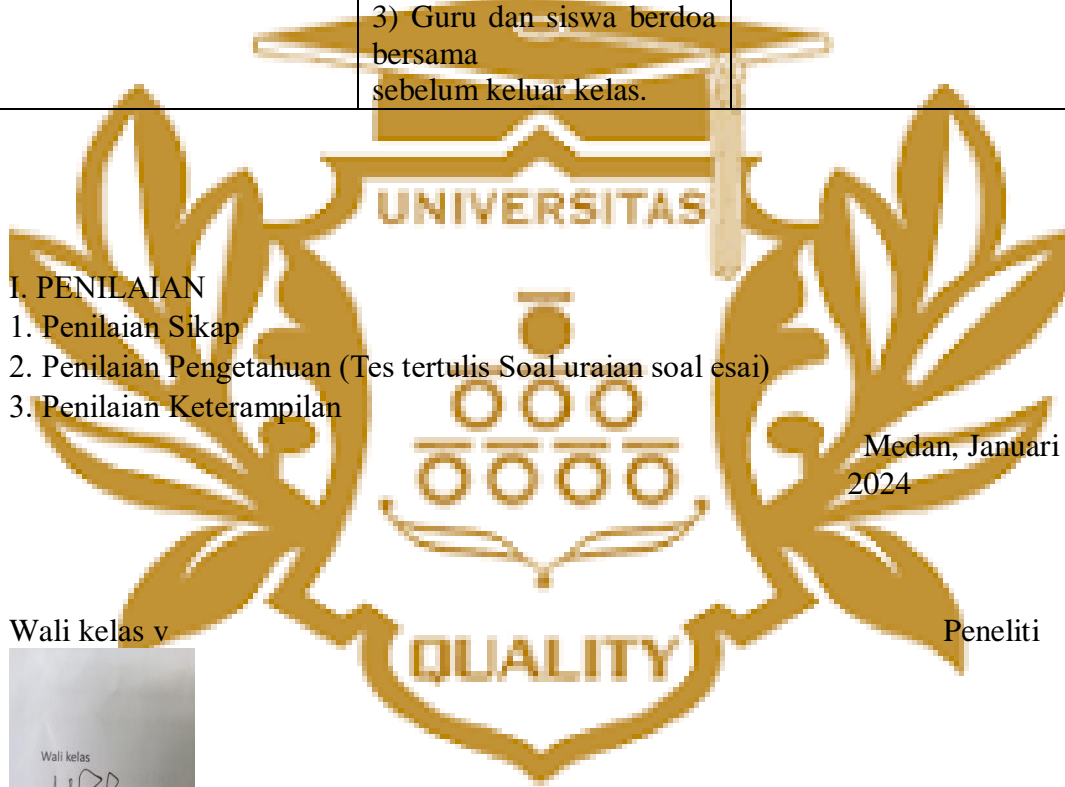 3) Guru dan siswa berdoa
bersama
sebelum keluar kelas.
UNIVERSITAS
I. PENILAIAN
1. Penilaian Sikap
2. Penilaian Pengetahuan (Tes tertulis Soal uraian soal esai)
3. Penilaian Keterampilan
Medan, Januari
2024
Wali kelas v
Peneliti
QUALITY
Wali kelas